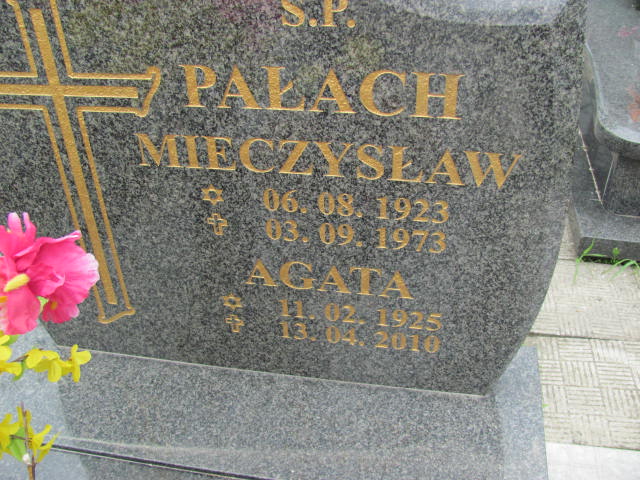 S.P.
PAŁACH
MIECZYSŁAW
06. 08. 1923
03. 09. 1973
AGATA
11. 02. 1925
13. 04. 2010